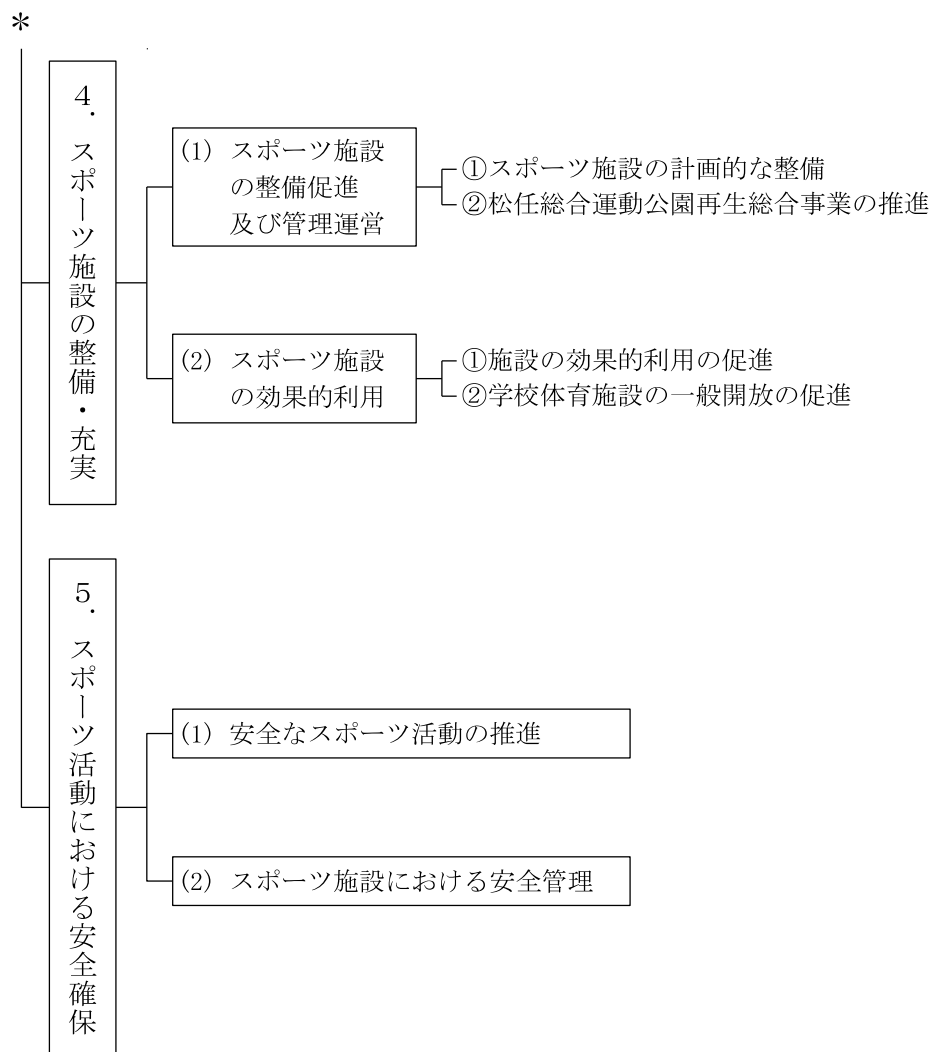 ＊
４．スポーツ施設の整備・充実
(1) スポーツ施設
の整備促進
及び管理運営
①スポーツ施設の計画的な整備
②松任総合運動公園再生総合事業の推進
(2) スポーツ施設
の効果的利用
①施設の効果的利用の促進
②学校体育施設の一般開放の促進
５．スポーツ活動における安全確保
(1) 安全なスポーツ活動の推進
(2) スポーツ施設における安全管理